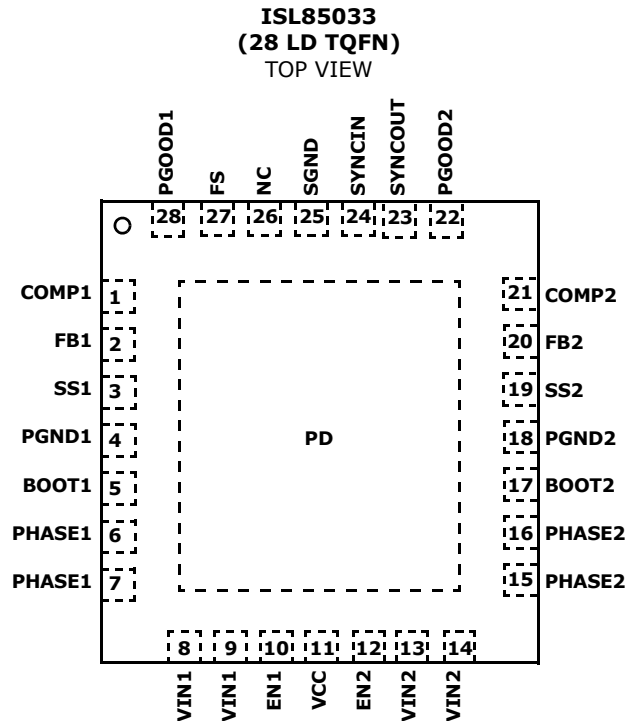 ISL85033
(28 LD TQFN)
TOP VIEW
PGOOD1
FS
NC
SGND
SYNCIN
SYNCOUT
PGOOD2
28 27 26 25 24 23 22
COMP1 1
21 COMP2
FB1 2
20 FB2
SS1 3
19 SS2
PGND1 4
PD
18 PGND2
BOOT1 5
17 BOOT2
PHASE1 6
16 PHASE2
PHASE1 7
15 PHASE2
8 9 10 11 12 13 14
VIN1
VIN1
EN1
VCC
EN2
VIN2
VIN2